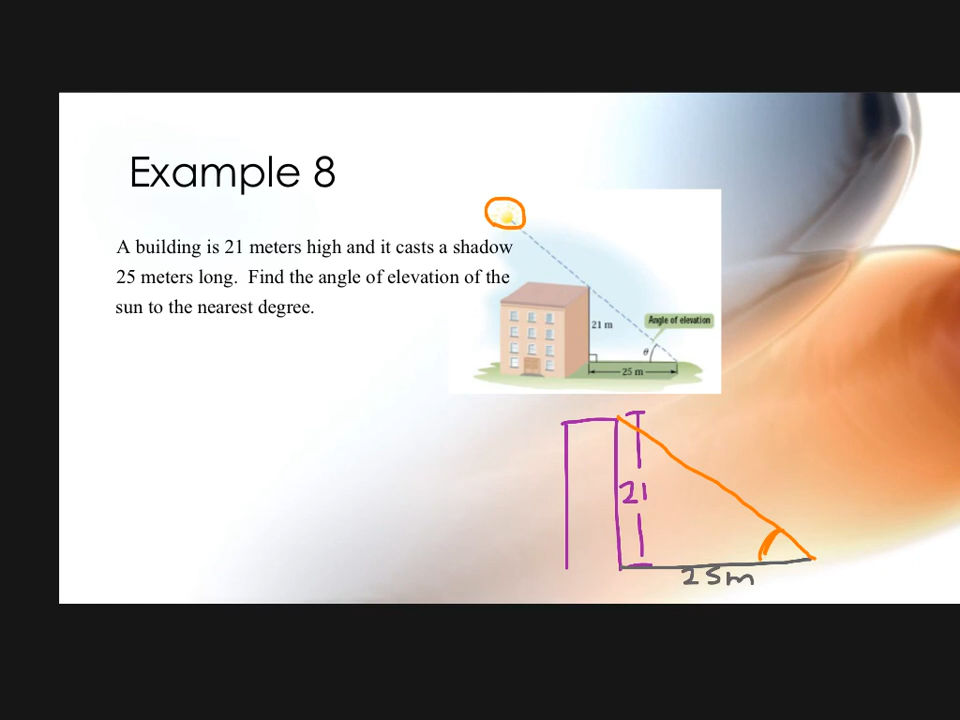 Example 8
A building is 21 meters high and it casts a shadow
25 meters long. Find the angle of elevation of the
sun to the nearest degree.
21 m
Angle of elevation
θ
25 m
21
25m